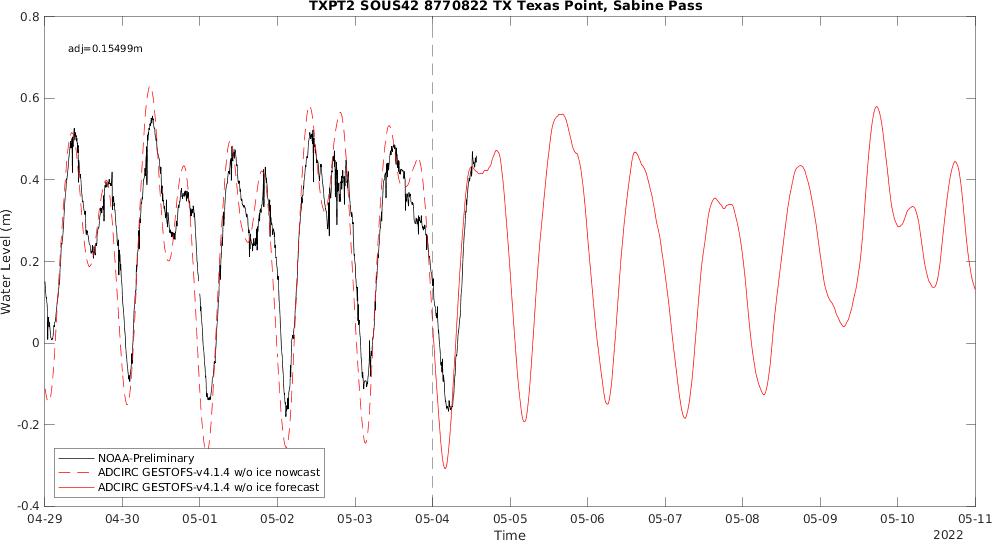 TXPT2 SOUS42 8770822 TX Texas Point, Sabine Pass
adj=0.15499m
0.8
0.6
0.4
0.2
0
-0.2
-0.4
Water Level (m)
NOAA-Preliminary
ADCIRC GESTOFS-v4.1.4 w/o ice nowcast
ADCIRC GESTOFS-v4.1.4 w/o ice forecast
04-29 04-30 05-01 05-02 05-03 05-04 05-05 05-06 05-07 05-08 05-09 05-10 05-11
Time
2022